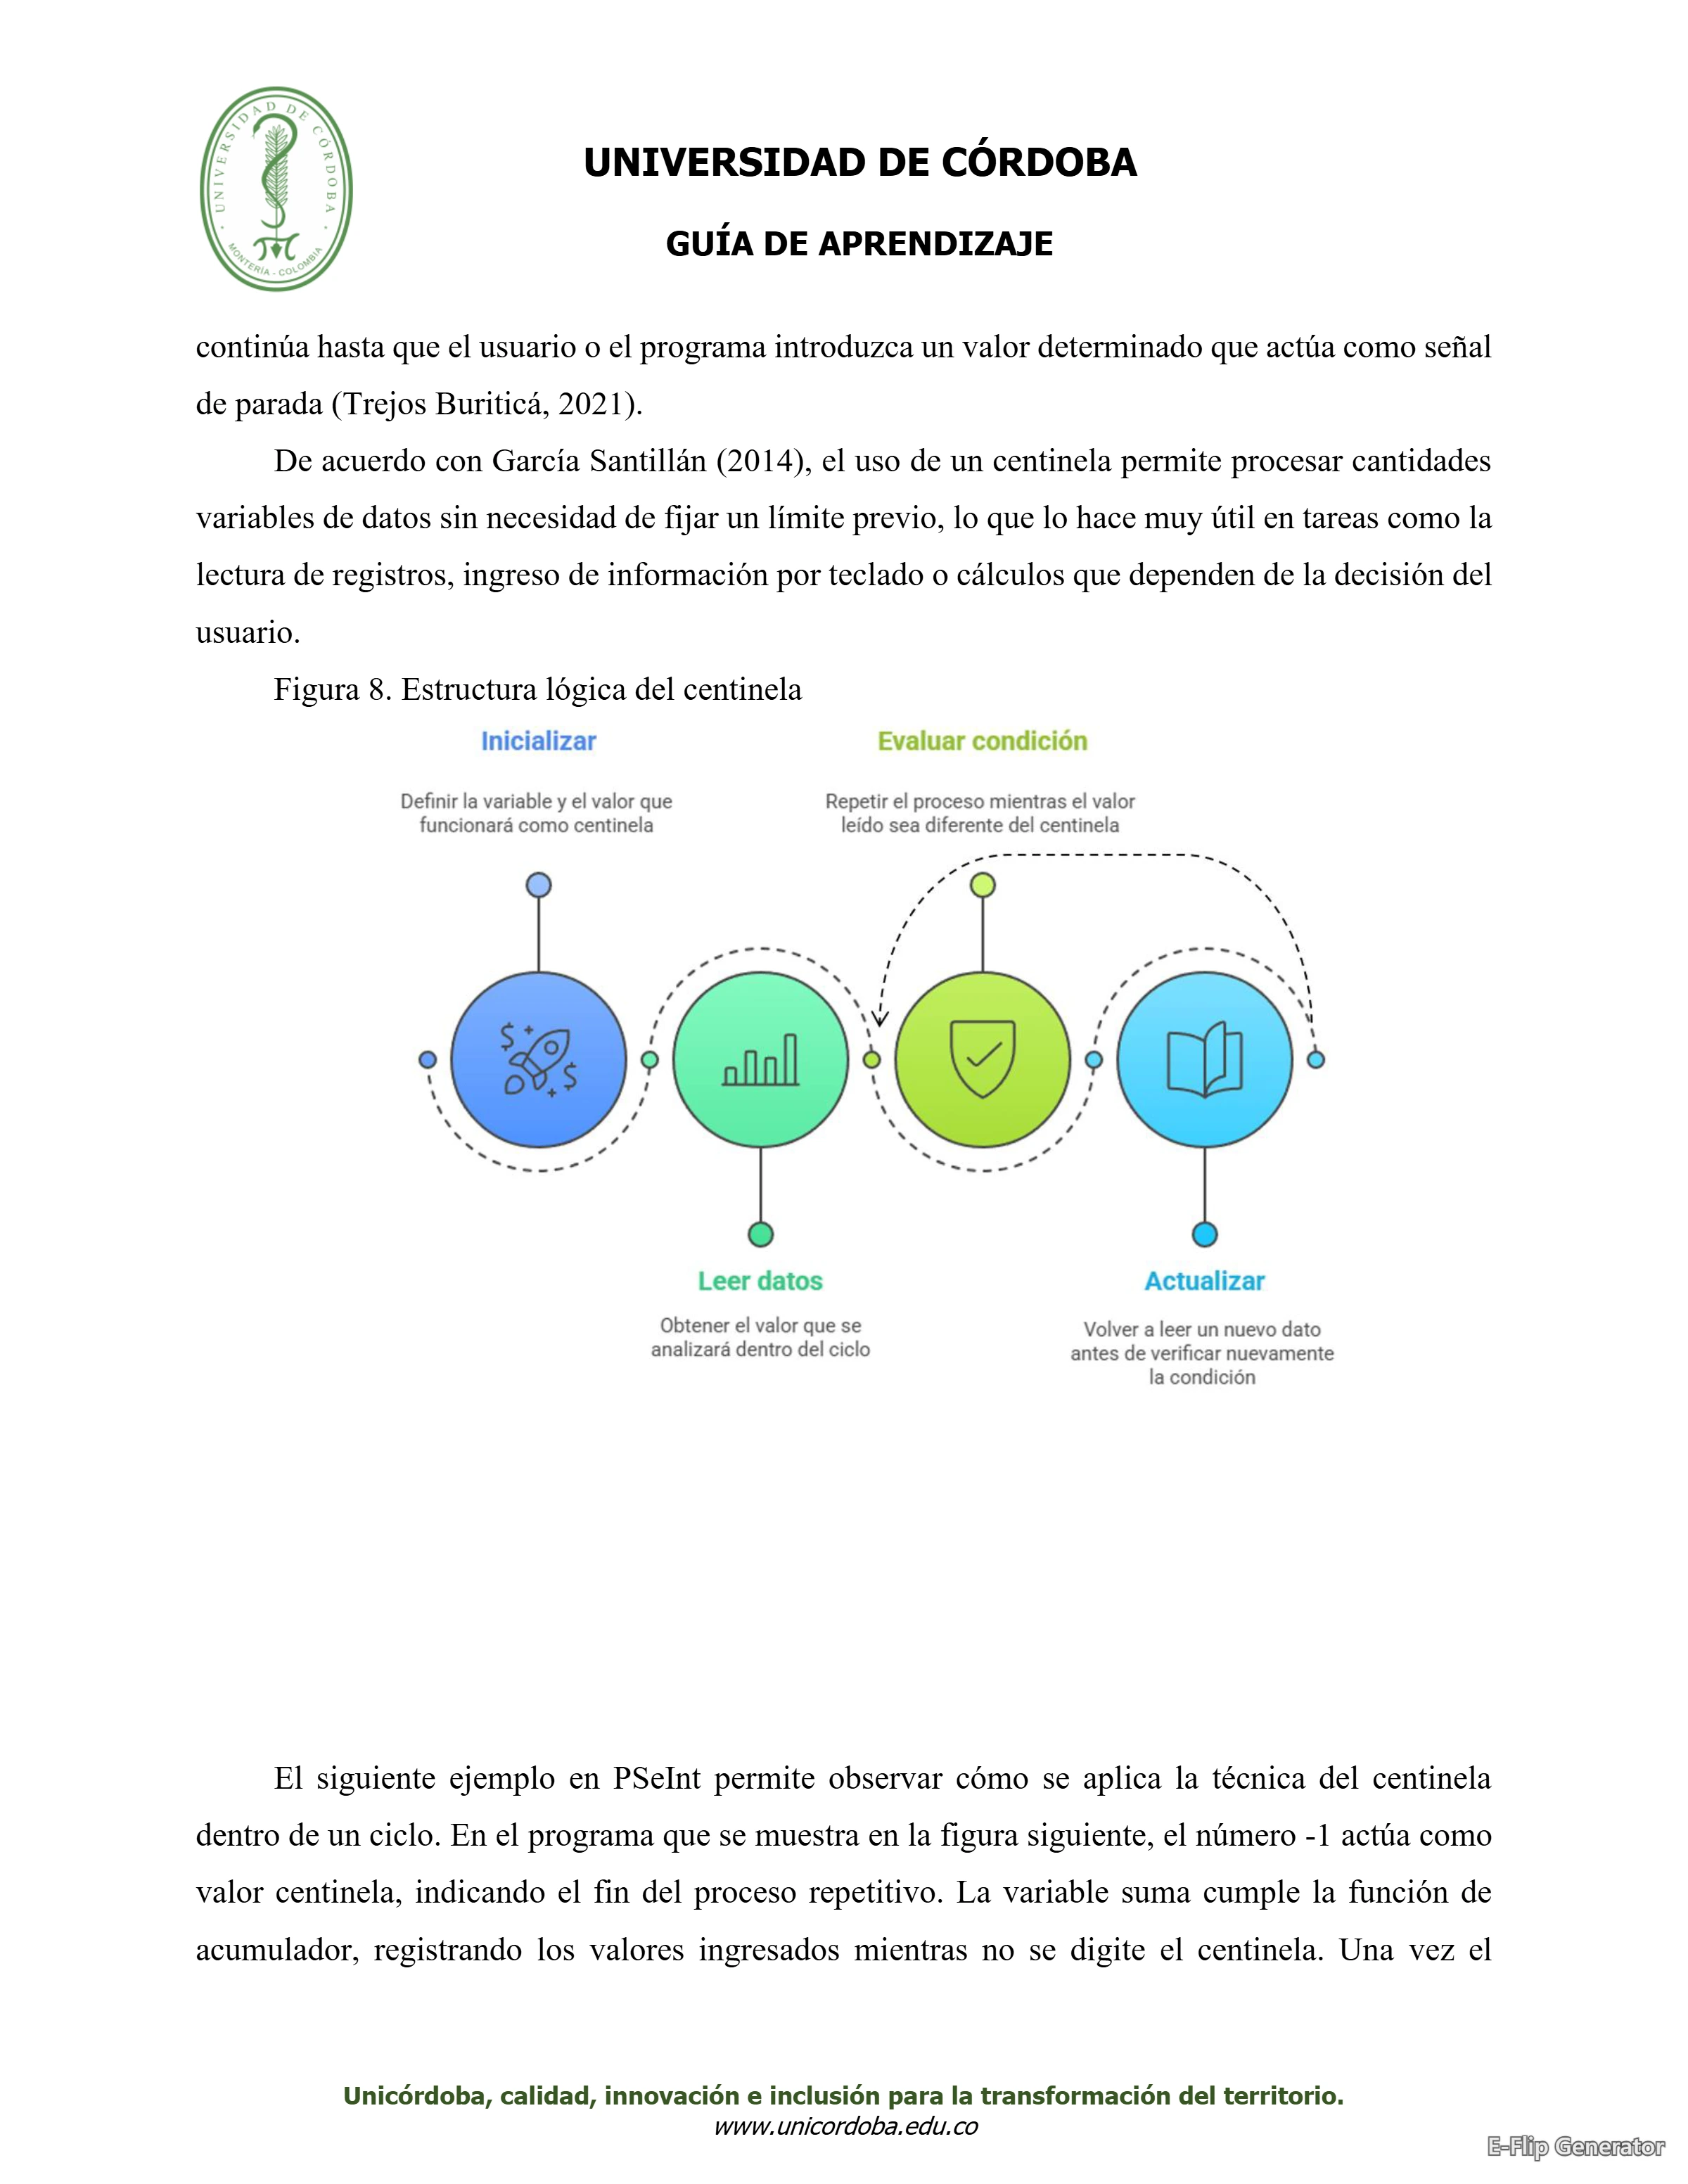 UNIVERSIDAD DE CÓRDOBA
MONTERÍA - COLOMBIA
UNIVERSIDAD DE CÓRDOBA
GUÍA DE APRENDIZAJE
continúa hasta que el usuario o el programa introduzca un valor determinado que actúa como señal
de parada (Trejos Buriticá, 2021).
De acuerdo con García Santillán (2014), el uso de un centinela permite procesar cantidades
variables de datos sin necesidad de fijar un límite previo, lo que lo hace muy útil en tareas como la
lectura de registros, ingreso de información por teclado o cálculos que dependen de la decisión del
usuario.
Figura 8. Estructura lógica del centinela
Inicializar
Definir la variable y el valor que
funcionará como centinela
Evaluar condición
Repetir el proceso mientras el valor
leído sea diferente del centinela
Leer datos
Obtener el valor que se
analizará dentro del ciclo
Actualizar
Volver a leer un nuevo dato
antes de verificar nuevamente
la condición
El siguiente ejemplo en PSeInt permite observar cómo se aplica la técnica del centinela
dentro de un ciclo. En el programa que se muestra en la figura siguiente, el número -1 actúa como
valor centinela, indicando el fin del proceso repetitivo. La variable suma cumple la función de
acumulador, registrando los valores ingresados mientras no se digite el centinela. Una vez el
Unicórdoba, calidad, innovación e inclusión para la transformación del territorio.
www.unicordoba.edu.co
E-Flip Generator